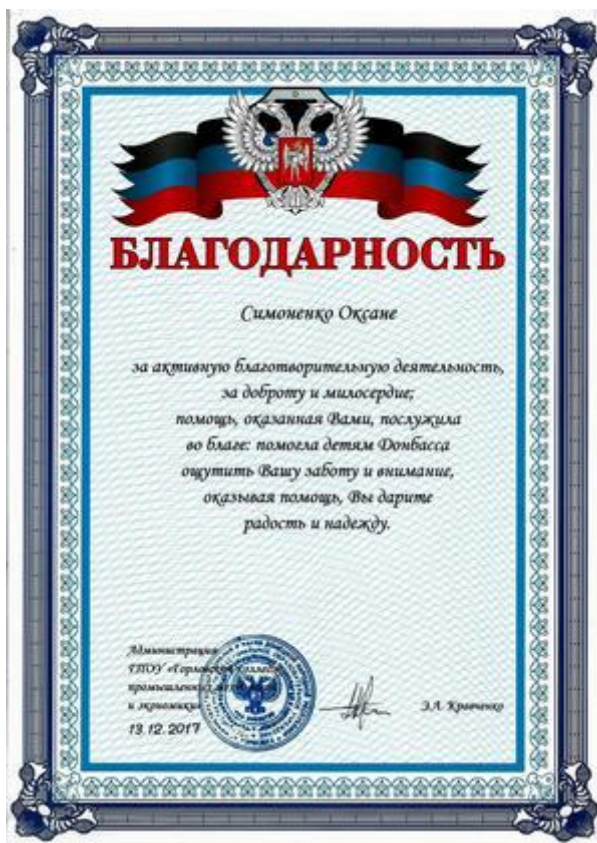 БЛАГОДАРНОСТЬ
Симоненко Оксане
за активную благотворительную деятельность,
за доброту и милосердие;
помощь, оказанная Вами, послужила
во благе: помогла детям Донбасса
ощутить Вашу заботу и внимание,
оказывая помощь, Вы дарите
радость и надежду.
Администрация
ГПОУ «Горловский колледж
промышленных
и экономики»
13.12.2017
Э.А. Кравченко